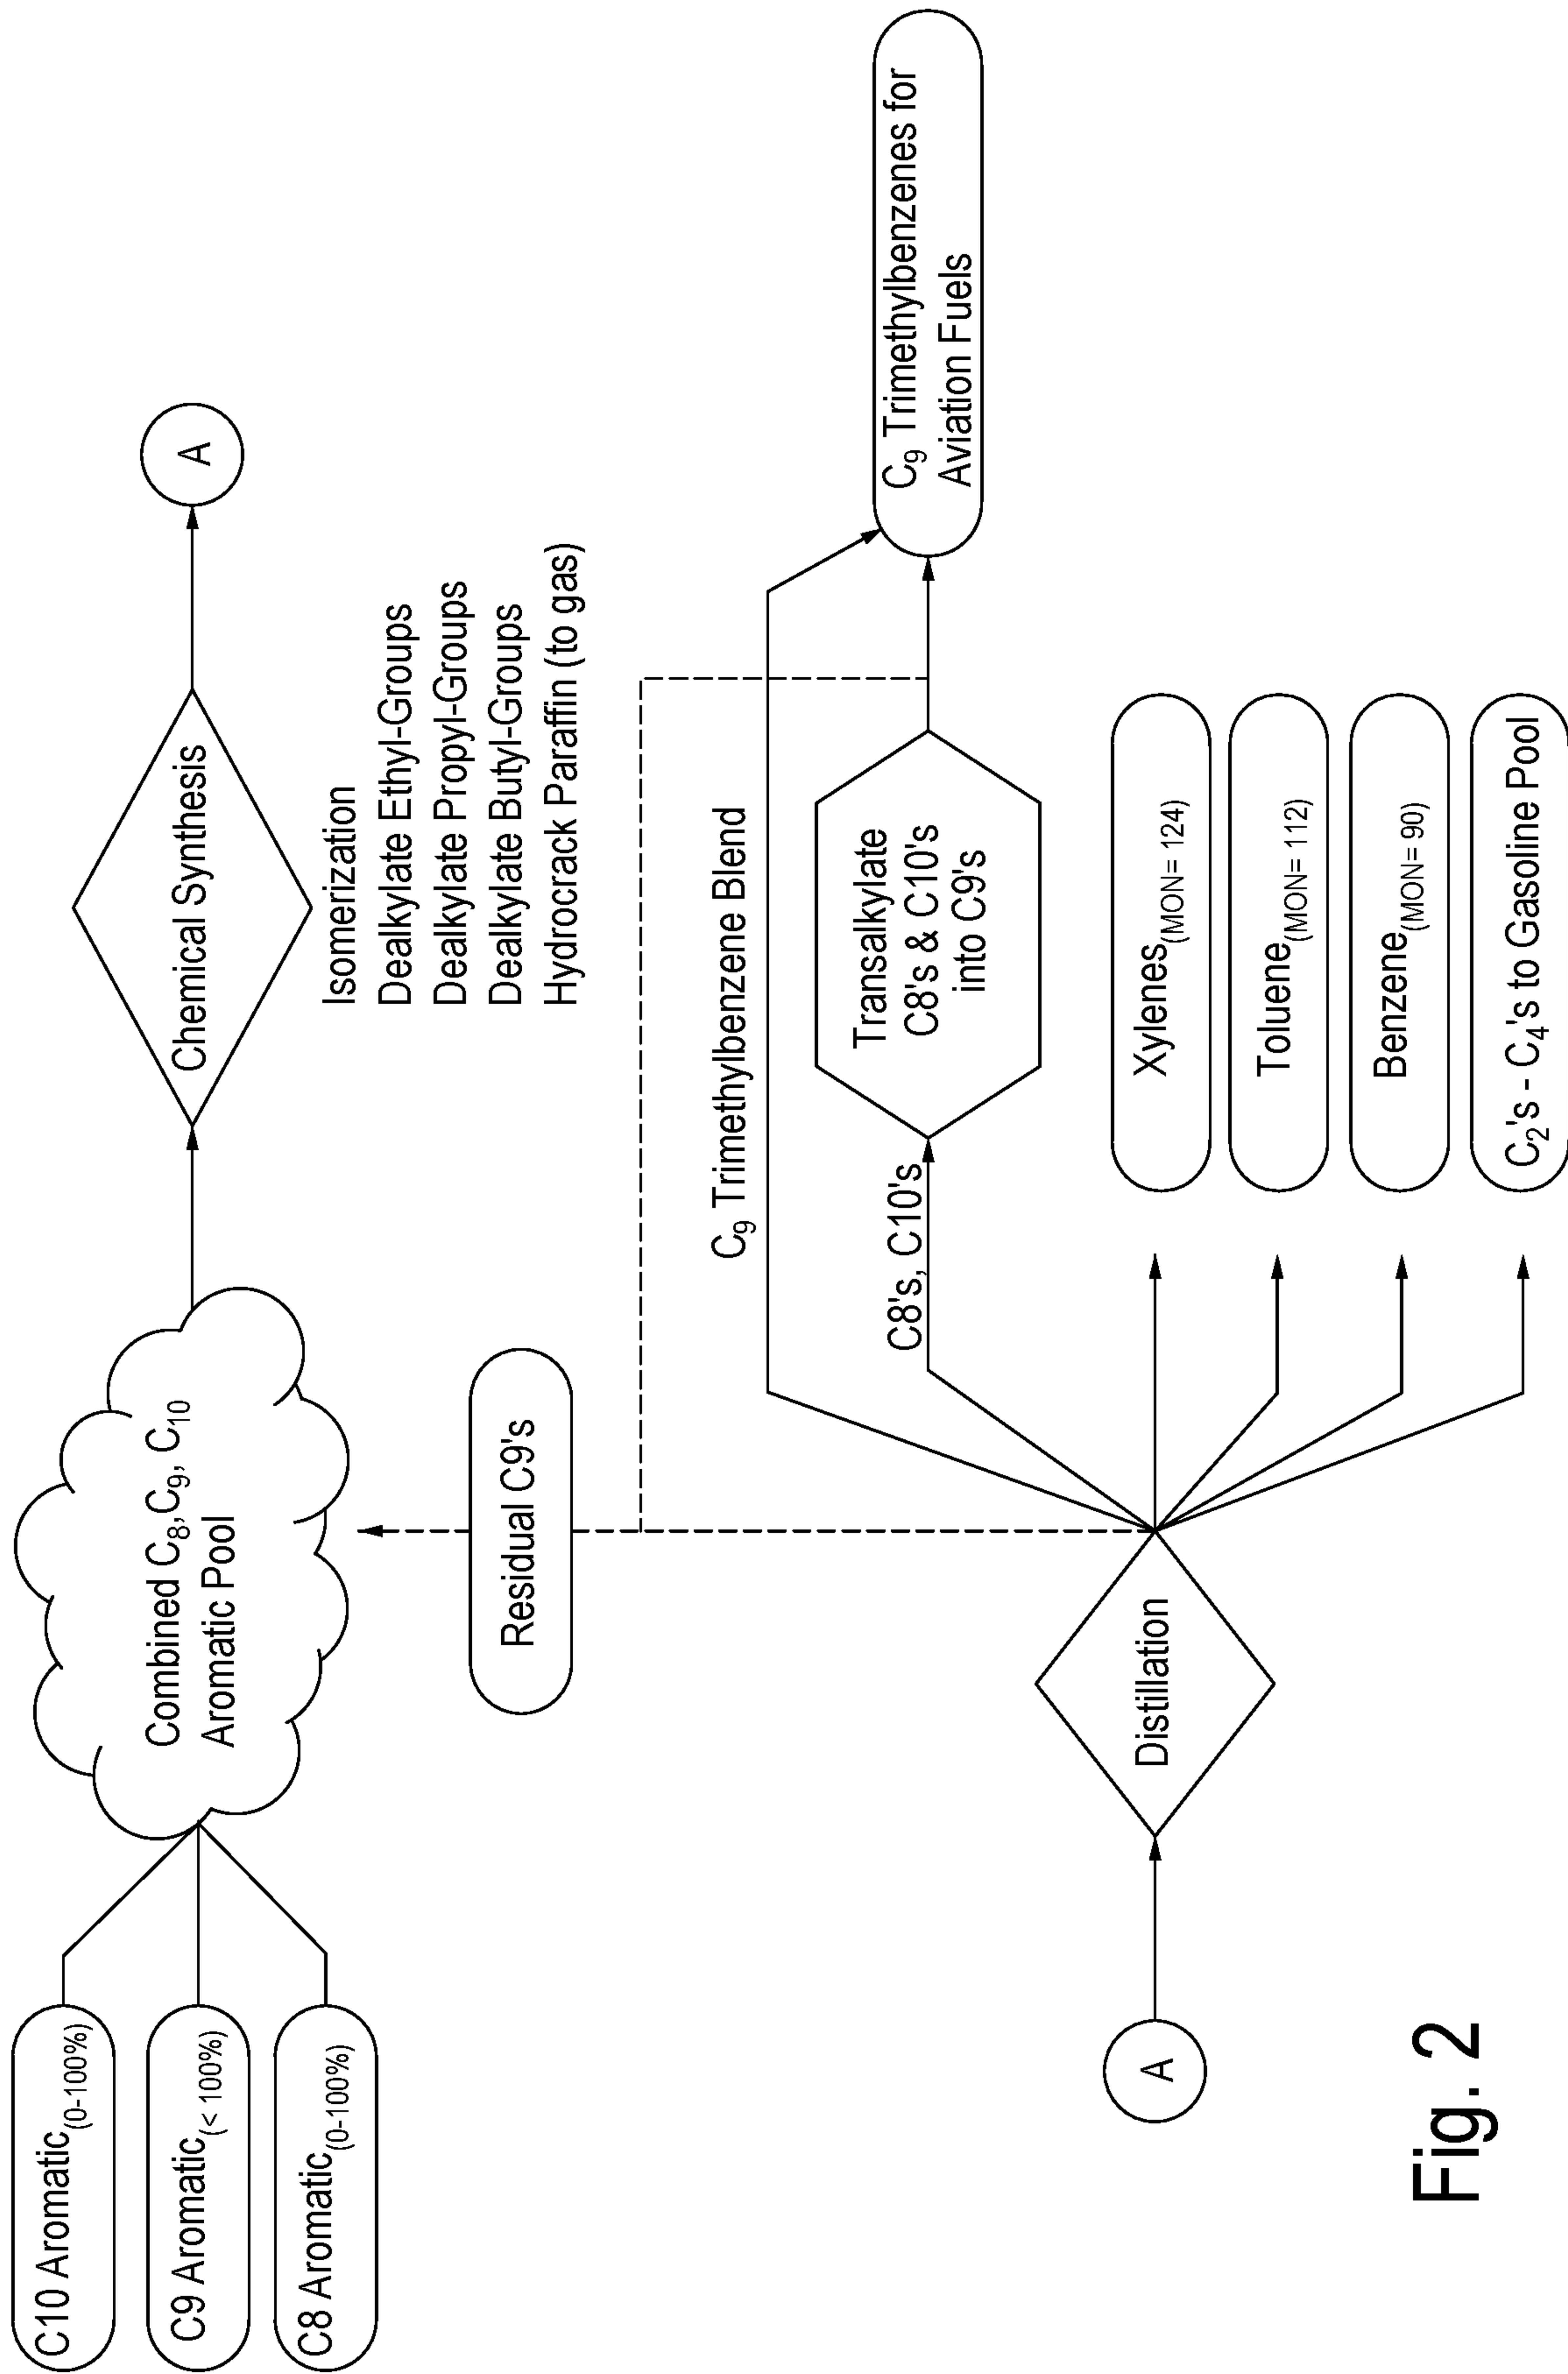 C10 Aromatic(0-100%)
C9 Aromatic(< 100%)
C8 Aromatic(0-100%)
Combined C8, C9, C10
Aromatic Pool
Chemical Synthesis
A
Isomerization
Dealkylate Ethyl-Groups
Dealkylate Propyl-Groups
Dealkylate Butyl-Groups
Hydrocrack Paraffin (to gas)
Residual C9's
A
Distillation
C9 Trimethylbenzene Blend
C8's, C10's
Transalkylate
C8's & C10's
into C9's
C9 Trimethylbenzenes for
Aviation Fuels
Xylenes(MON= 124)
Toluene(MON= 112)
Benzene(MON= 90)
C2's - C4's to Gasoline Pool
Fig. 2